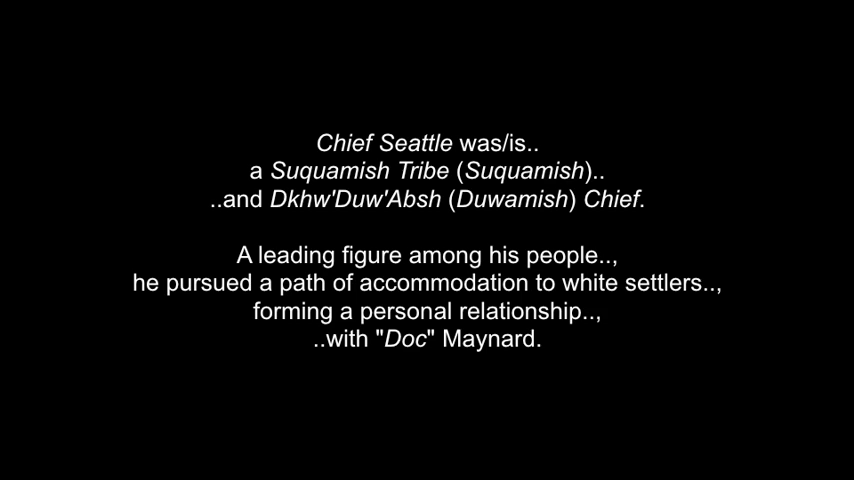 Chief Seattle was/is..
a Suquamish Tribe (Suquamish)..
..and Dkhw'Duw'Absh (Duwamish) Chief.
A leading figure among his people..,
he pursued a path of accommodation to white settlers..,
forming a personal relationship..,
..with "Doc" Maynard.